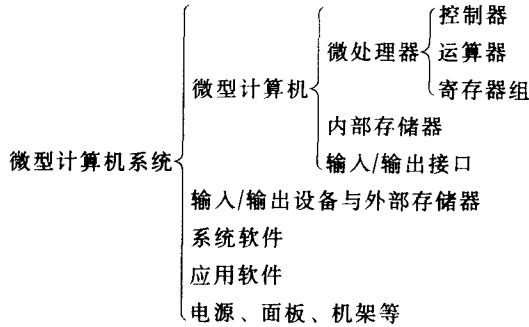 控制器
微处理器 运算器
寄存器组
微型计算机
内部存储器
输入/输出接口
微型计算机系统
输入/输出设备与外部存储器
系统软件
应用软件
电源、面板、机架等